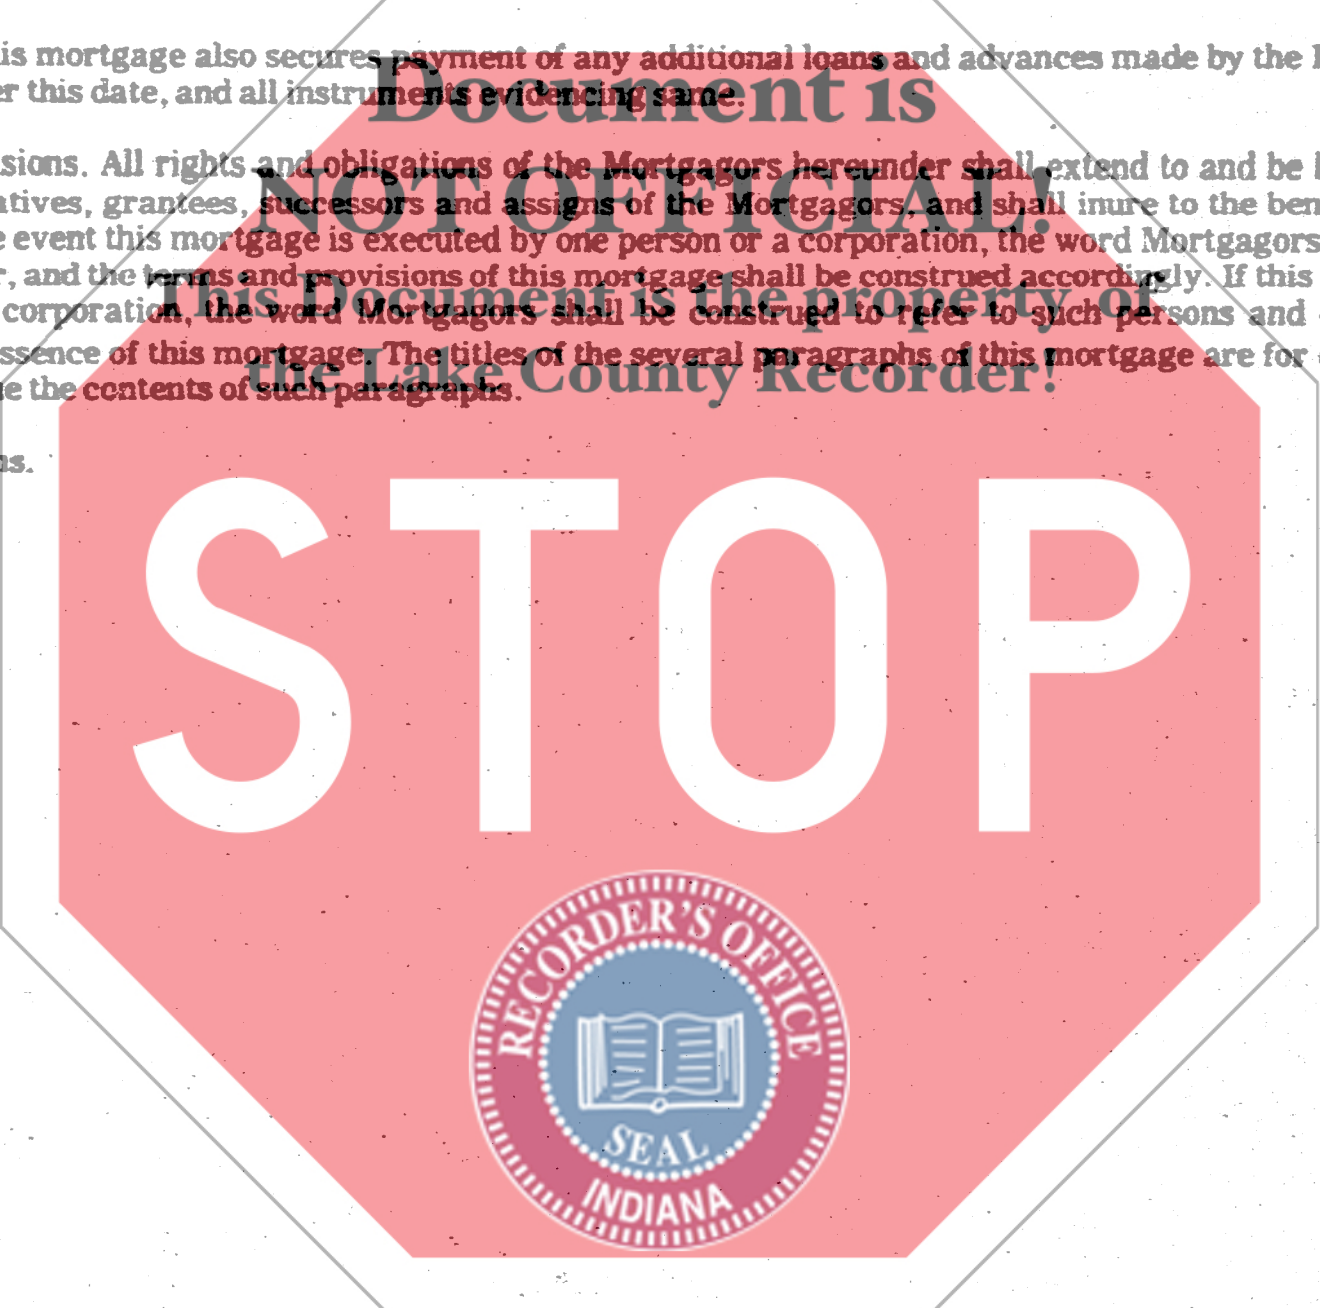 is mortgage also secures payment of any additional loans and advances made by the
er this date, and all instruments evidencing same.
sions. All rights and obligations of the Mortgagors hereunder shall extend to and be
atives, grantees, successors and assigns of the Mortgagors, and shall inure to the ben
e event this mortgage is executed by one person or a corporation, the word Mortgagors
r, and the terms and provisions of this mortgage shall be construed accordingly. If this
corporation, the word Mortgagors shall be construed to refer to such persons and
ssence of this mortgage. The titles of the several paragraphs of this mortgage are for
e the contents of such paragraphs.
ns.
Document is
NOT OFFICIAL!
This Document is the property of
the Lake County Recorder!
STOP
RECORDER'S OFFICE
SEAL
INDIANA